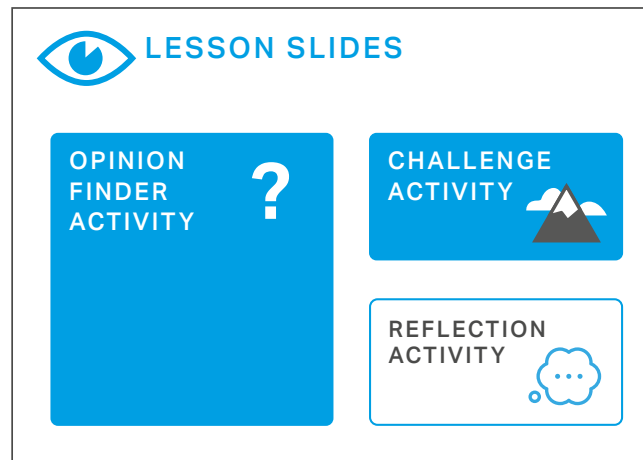 LESSON SLIDES
OPINION
FINDER
ACTIVITY
?
CHALLENGE
ACTIVITY
REFLECTION
ACTIVITY